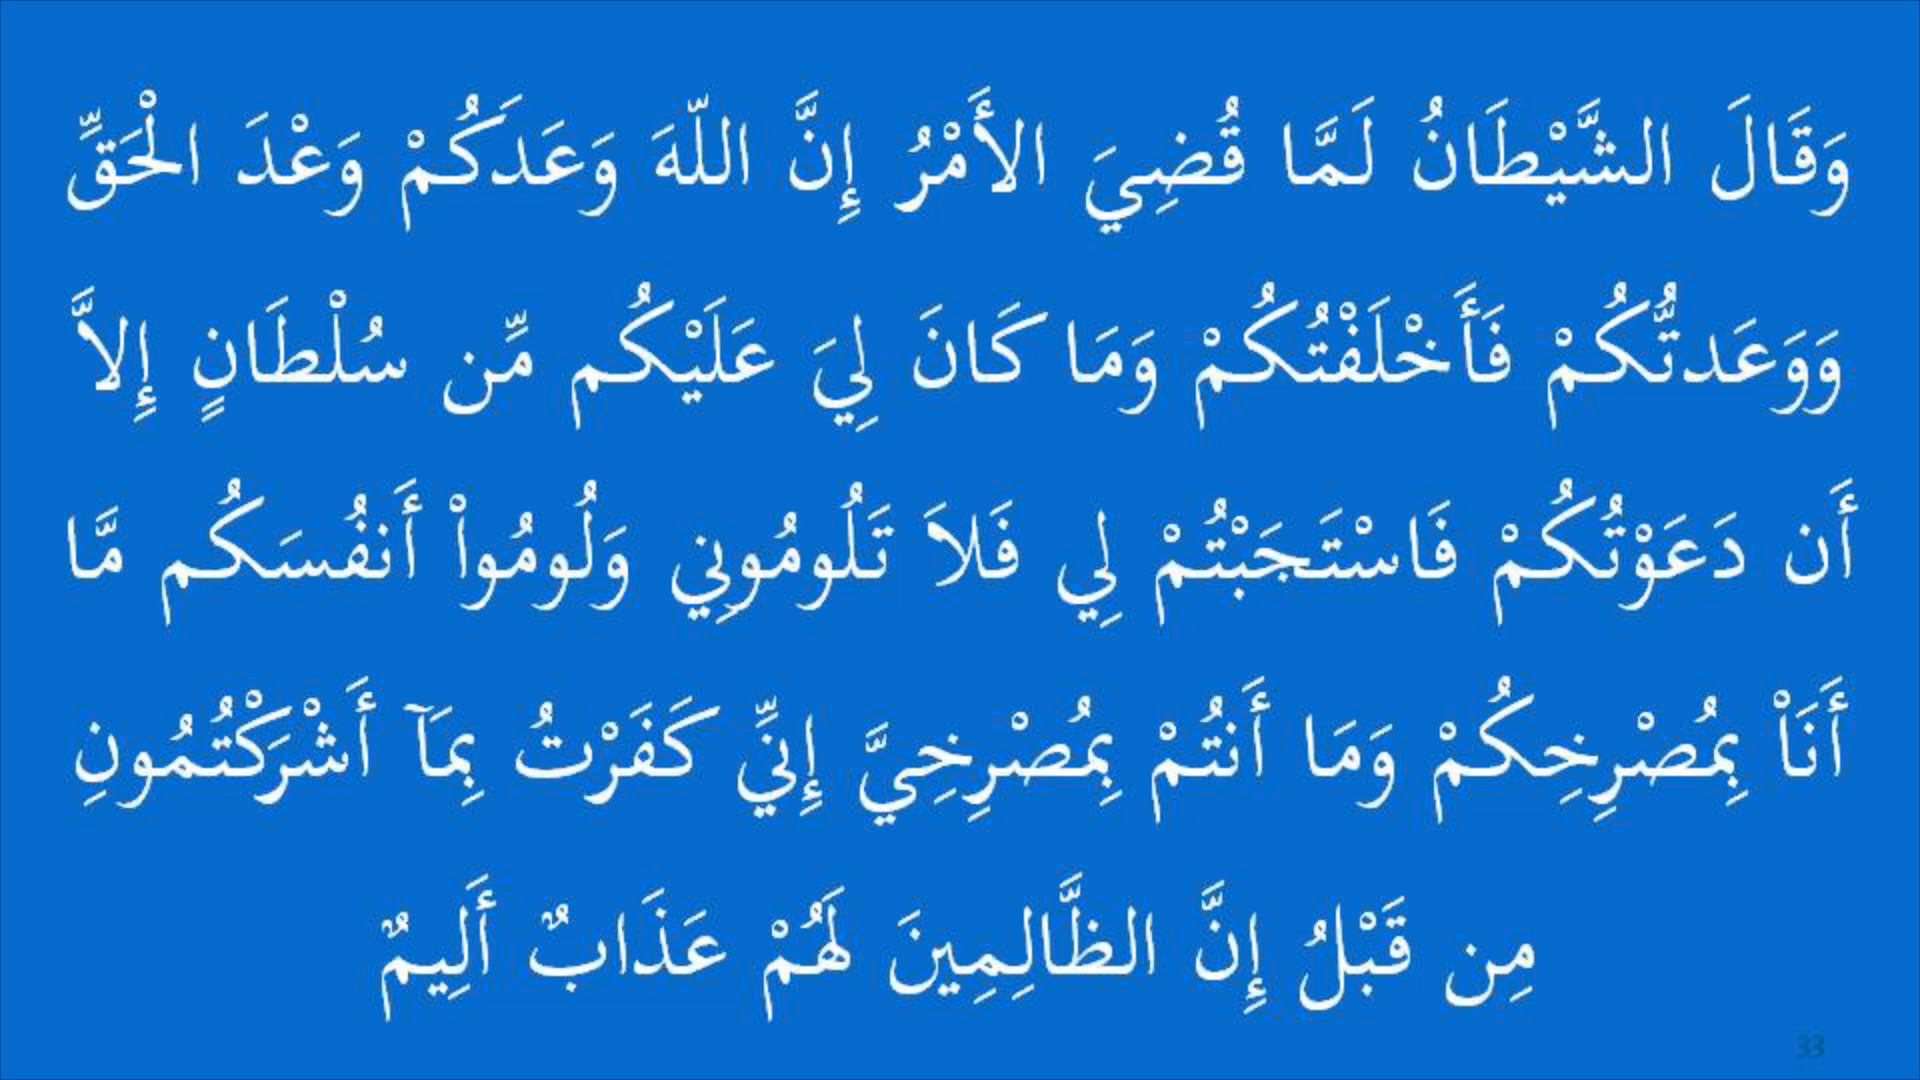 وَقَالَ الشَّيْطَانُ لَمَّا قُضِيَ الأَمْرُ إِنَّ اللّهَ وَعَدَكُمْ وَعْدَ الْحَقِّ
وَوَعَدتُّكُمْ فَأَخْلَفْتُكُمْ وَمَا كَانَ لِيَ عَلَيْكُم مِّن سُلْطَانٍ إِلاَّ
أَن دَعَوْتُكُمْ فَاسْتَجَبْتُمْ لِي فَلاَ تَلُومُونِي وَلُومُواْ أَنفُسَكُم مَّا
أَنَاْ بِمُصْرِخِكُمْ وَمَا أَنتُمْ بِمُصْرِخِيَّ إِنِّي كَفَرْتُ بِمَآ أَشْرَكْتُمُونِ
مِن قَبْلُ إِنَّ الظَّالِمِينَ لَهُمْ عَذَابٌ أَلِيمٌ
33